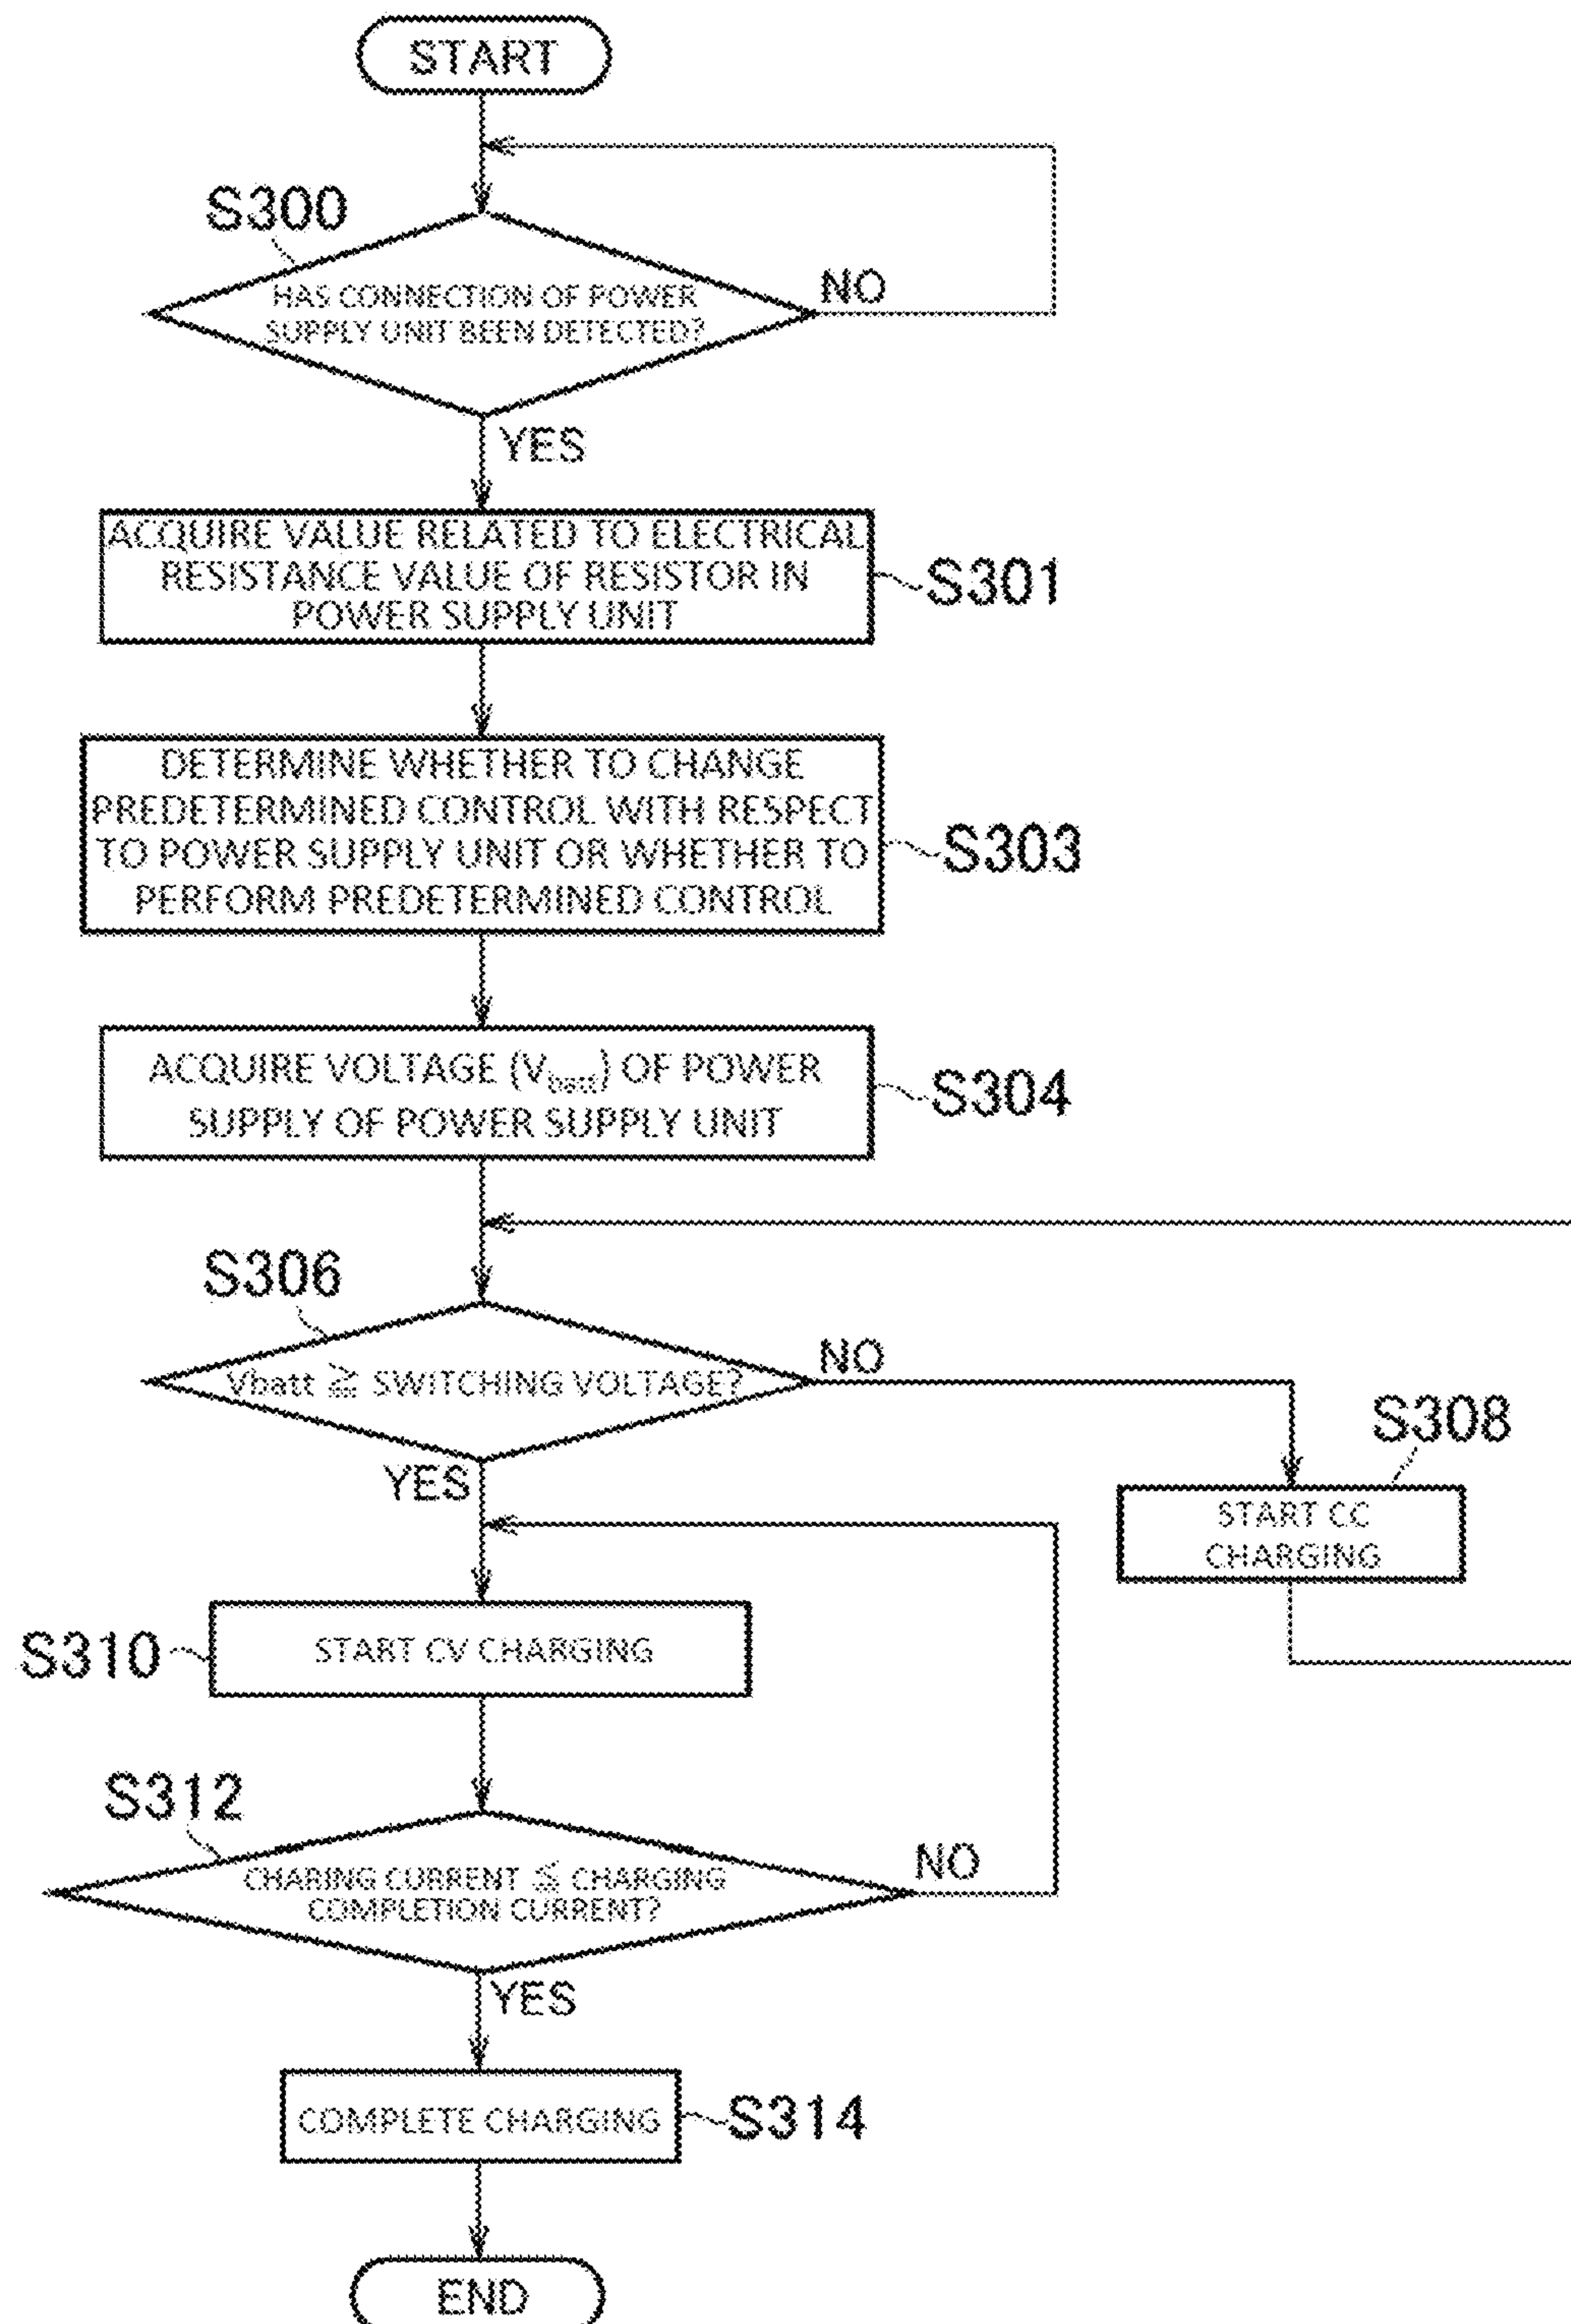 START
S300
HAS CONNECTION OF POWER
SUPPLY UNIT BEEN DETECTED?
NO
YES
ACQUIRE VALUE RELATED TO ELECTRICAL
RESISTANCE VALUE OF RESISTOR IN
POWER SUPPLY UNIT
S301
DETERMINE WHETHER TO CHANGE
PREDETERMINED CONTROL WITH RESPECT
TO POWER SUPPLY UNIT OR WHETHER TO
PERFORM PREDETERMINED CONTROL
S303
ACQUIRE VOLTAGE (Vbatt) OF POWER
SUPPLY OF POWER SUPPLY UNIT
S304
S306
Vbatt ≧ SWITCHING VOLTAGE?
NO
YES
S308
START CC
CHARGING
S310
START CV CHARGING
S312
CHARING CURRENT ≦ CHARGING
COMPLETION CURRENT?
NO
YES
COMPLETE CHARGING
S314
END